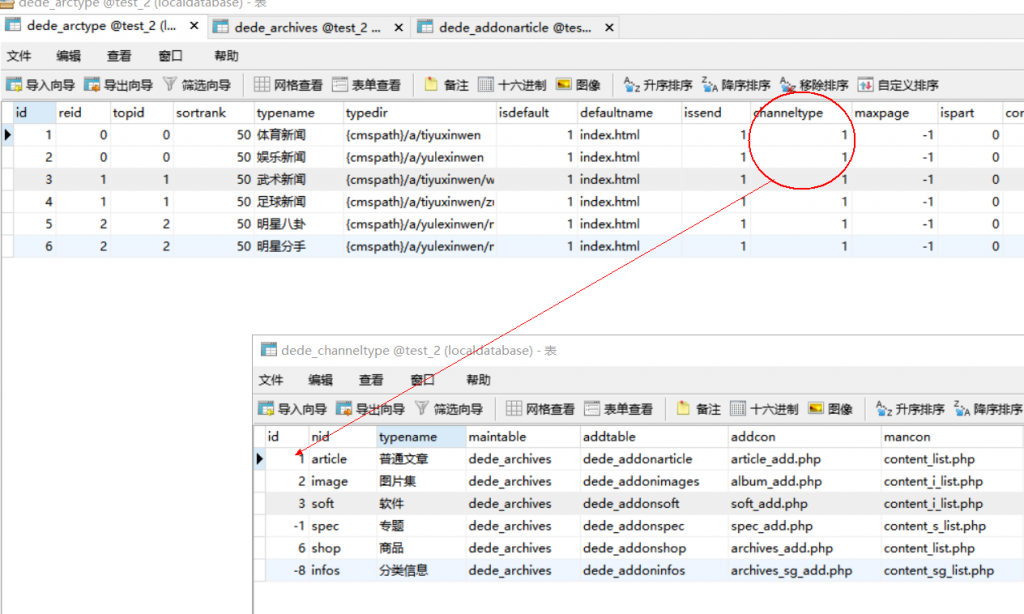 dede_arctype @test_2 (localdatabase) - 表
dede_arctype @test_2 (l... × dede_archives @test_2 ... × dede_addonarticle @tes... ×
文件 编辑 查看 窗口 帮助
导入向导 导出向导 筛选向导 网格查看 表单查看 备注 十六进制 图像 升序排序 降序排序 移除排序 自定义排序
id reid topid sortrank typename typedir isdefault defaultname issend channeltype maxpage ispart cor
1 0 0 50 体育新闻 {cmspath}/a/tiyuxinwen 1 index.html 1 1 -1 0
2 0 0 50 娱乐新闻 {cmspath}/a/yulexinwen 1 index.html 1 1 -1 0
3 1 1 50 武术新闻 {cmspath}/a/tiyuxinwen/w 1 index.html 1 1 -1 0
4 1 1 50 足球新闻 {cmspath}/a/tiyuxinwen/zu 1 index.html 1 1 -1 0
5 2 2 50 明星八卦 {cmspath}/a/yulexinwen/r 1 index.html 1 1 -1 0
6 2 2 50 明星分手 {cmspath}/a/yulexinwen/r 1 index.html 1 1 -1 0
dede_channeltype @test_2 (localdatabase) - 表
文件 编辑 查看 窗口 帮助
导入向导 导出向导 筛选向导 网格查看 表单查看 备注 十六进制 图像 升序排序 降序排序
id nid typename maintable addtable addcon mancon
1 article 普通文章 dede_archives dede_addonarticle article_add.php content_list.php
2 image 图片集 dede_archives dede_addonimages album_add.php content_i_list.php
3 soft 软件 dede_archives dede_addonsoft soft_add.php content_i_list.php
-1 spec 专题 dede_archives dede_addonspec spec_add.php content_s_list.php
6 shop 商品 dede_archives dede_addonshop archives_add.php content_list.php
-8 infos 分类信息 dede_archives dede_addoninfos archives_sg_add.php content_sg_list.php